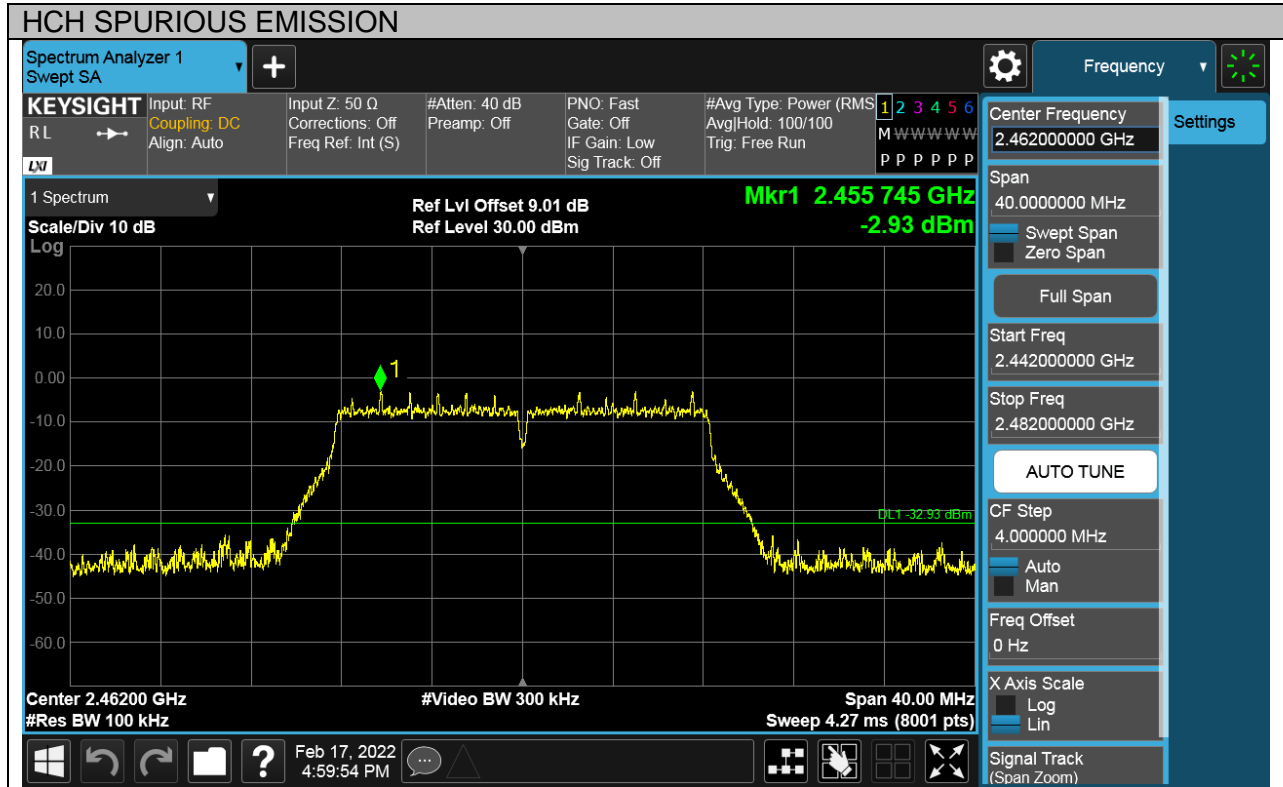 HCH SPURIOUS EMISSION
Spectrum Analyzer 1
Swept SA
Frequency
KEYSIGHT
RL
LXI
Input: RF
Coupling: DC
Align: Auto
Input Z: 50 Ω
Corrections: Off
Freq Ref: Int (S)
#Atten: 40 dB
Preamp: Off
PNO: Fast
Gate: Off
IF Gain: Low
Sig Track: Off
#Avg Type: Power (RMS
Avg|Hold: 100/100
Trig: Free Run
1 2 3 4 5 6
M W W W W W
P P P P P P
1 Spectrum
Scale/Div 10 dB
Ref Lvl Offset 9.01 dB
Ref Level 30.00 dBm
Mkr1 2.455 745 GHz
-2.93 dBm
Log
20.0
10.0
0.00
-10.0
-20.0
-30.0
-40.0
-50.0
-60.0
1
DL1 -32.93 dBm
Center 2.46200 GHz
#Res BW 100 kHz
#Video BW 300 kHz
Span 40.00 MHz
Sweep 4.27 ms (8001 pts)
Feb 17, 2022
4:59:54 PM
Center Frequency
2.462000000 GHz
Settings
Span
40.0000000 MHz
Swept Span
Zero Span
Full Span
Start Freq
2.442000000 GHz
Stop Freq
2.482000000 GHz
AUTO TUNE
CF Step
4.000000 MHz
Auto
Man
Freq Offset
0 Hz
X Axis Scale
Log
Lin
Signal Track
(Span Zoom)